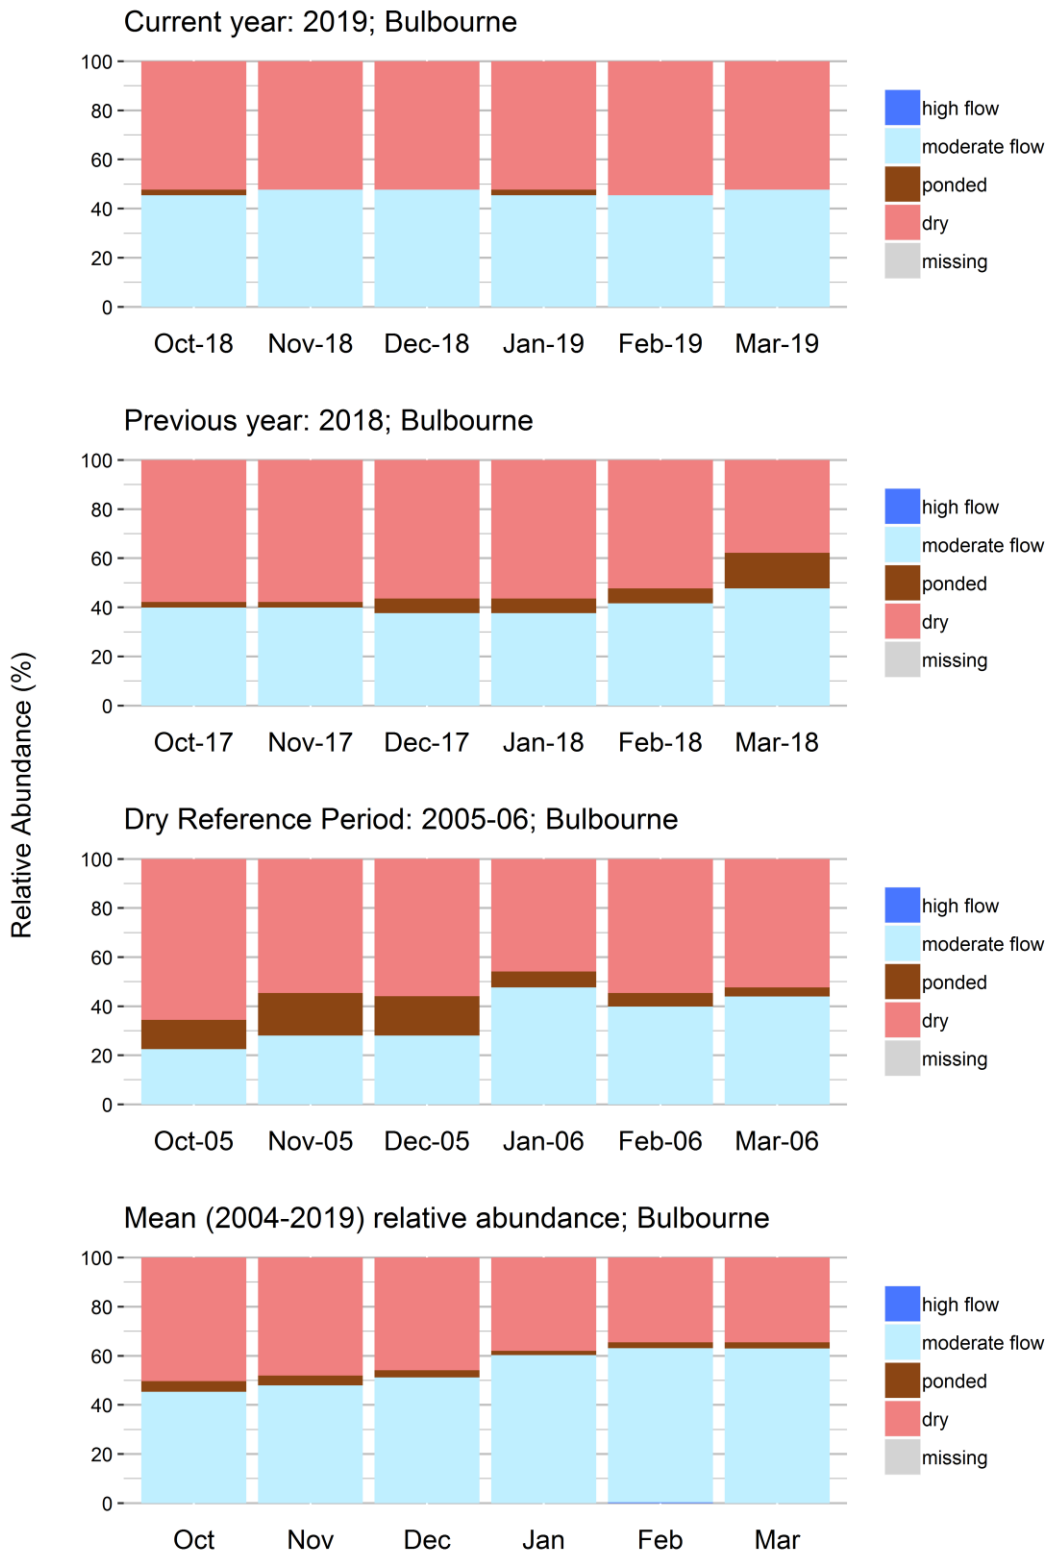 Current year: 2019; Bulbourne
100
80
60
40
20
0
Oct-18 Nov-18 Dec-18 Jan-19 Feb-19 Mar-19
high flow
moderate flow
ponded
dry
missing
Previous year: 2018; Bulbourne
100
80
60
40
20
0
Oct-17 Nov-17 Dec-17 Jan-18 Feb-18 Mar-18
high flow
moderate flow
ponded
dry
missing
Relative Abundance (%)
Dry Reference Period: 2005-06; Bulbourne
100
80
60
40
20
0
Oct-05 Nov-05 Dec-05 Jan-06 Feb-06 Mar-06
high flow
moderate flow
ponded
dry
missing
Mean (2004-2019) relative abundance; Bulbourne
100
80
60
40
20
0
Oct Nov Dec Jan Feb Mar
high flow
moderate flow
ponded
dry
missing